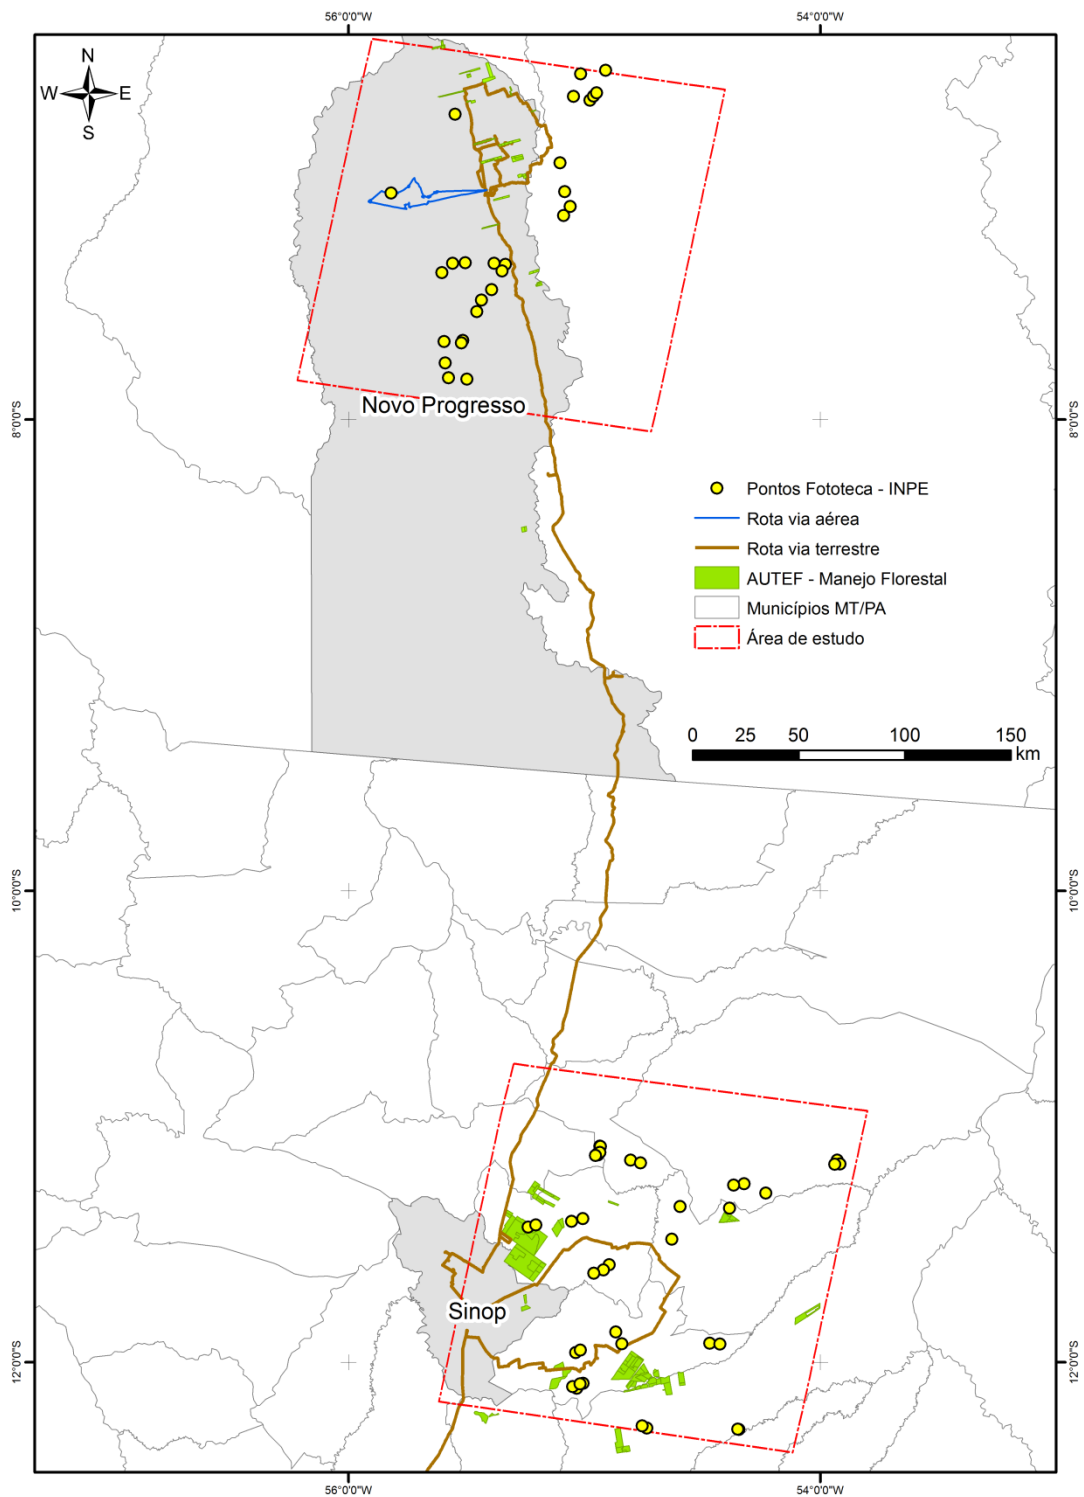 56°0'0"W 54°0'0"W
N
W E
S
8°0'0"S 8°0'0"S
Novo Progresso
Pontos Fototeca - INPE
Rota via aérea
Rota via terrestre
AUTEF - Manejo Florestal
Municípios MT/PA
Área de estudo
0 25 50 100 150
km
10°0'0"S 10°0'0"S
Sinop
12°0'0"S 12°0'0"S
56°0'0"W 54°0'0"W